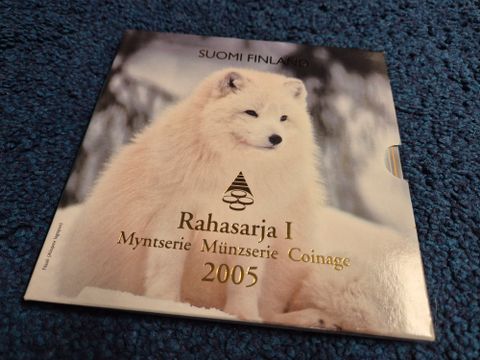 SUOMI FINLAND
Rahasarja I
Myntserie Münzserie Coinage
2005